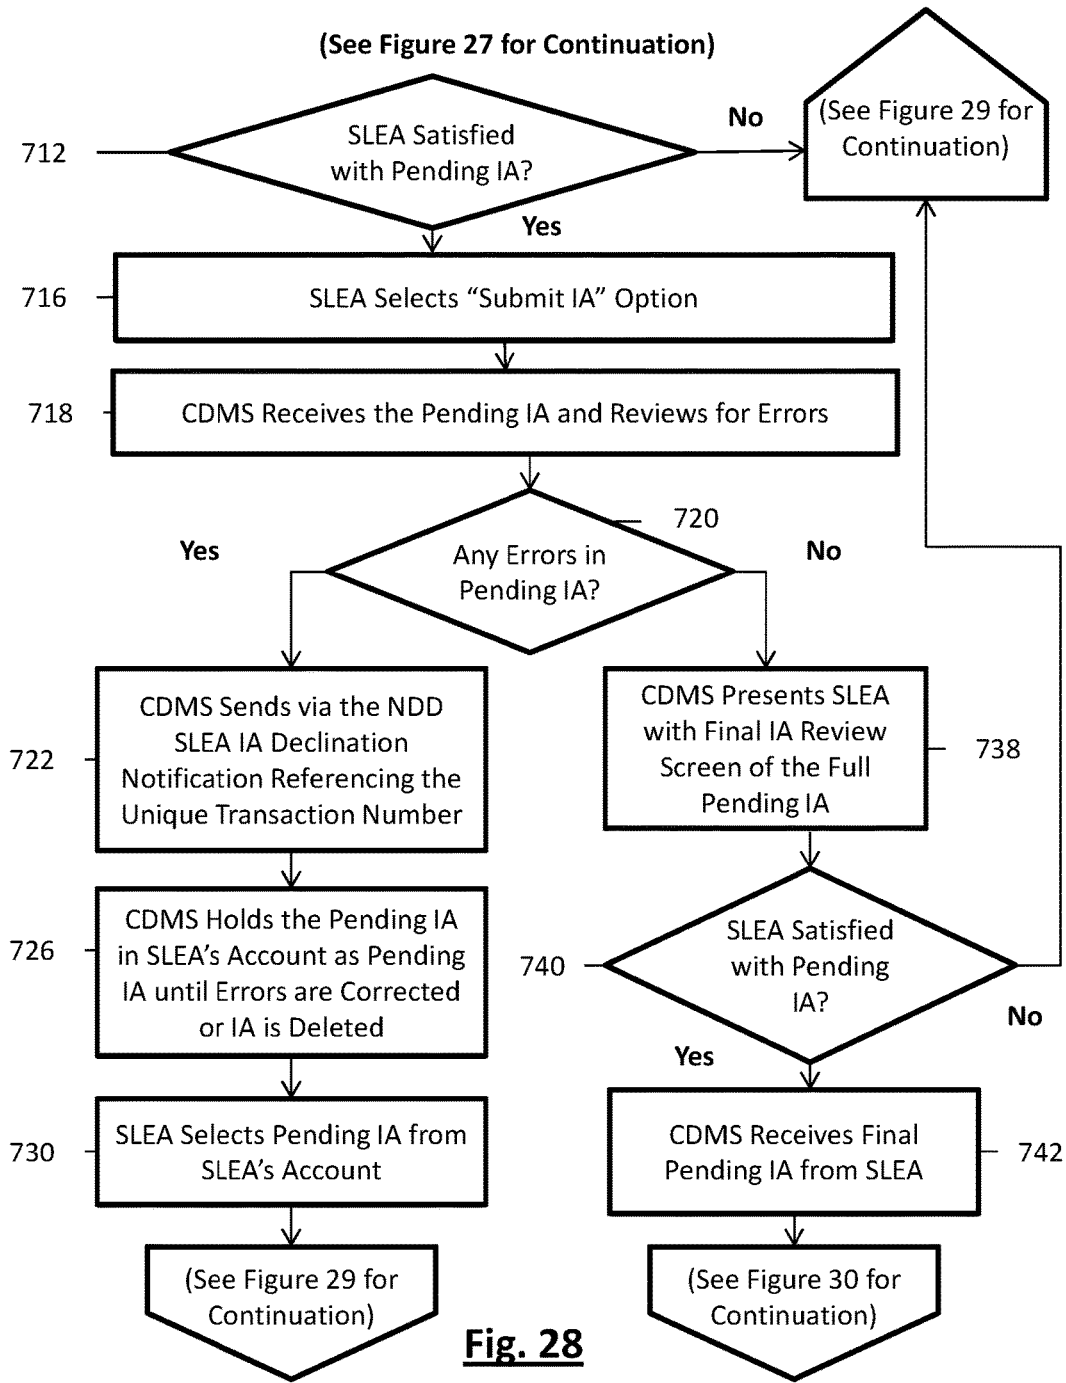 (See Figure 27 for Continuation)
712
SLEA Satisfied
with Pending IA?
No
(See Figure 29 for
Continuation)
Yes
716
SLEA Selects “Submit IA” Option
718
CDMS Receives the Pending IA and Reviews for Errors
720
Yes
Any Errors in
Pending IA?
No
722
CDMS Sends via the NDD
SLEA IA Declination
Notification Referencing the
Unique Transaction Number
CDMS Presents SLEA
with Final IA Review
Screen of the Full
Pending IA
738
726
CDMS Holds the Pending IA
in SLEA’s Account as Pending
IA until Errors are Corrected
or IA is Deleted
740
SLEA Satisfied
with Pending
IA?
No
Yes
730
SLEA Selects Pending IA from
SLEA’s Account
CDMS Receives Final
Pending IA from SLEA
742
(See Figure 29 for
Continuation)
(See Figure 30 for
Continuation)
Fig. 28